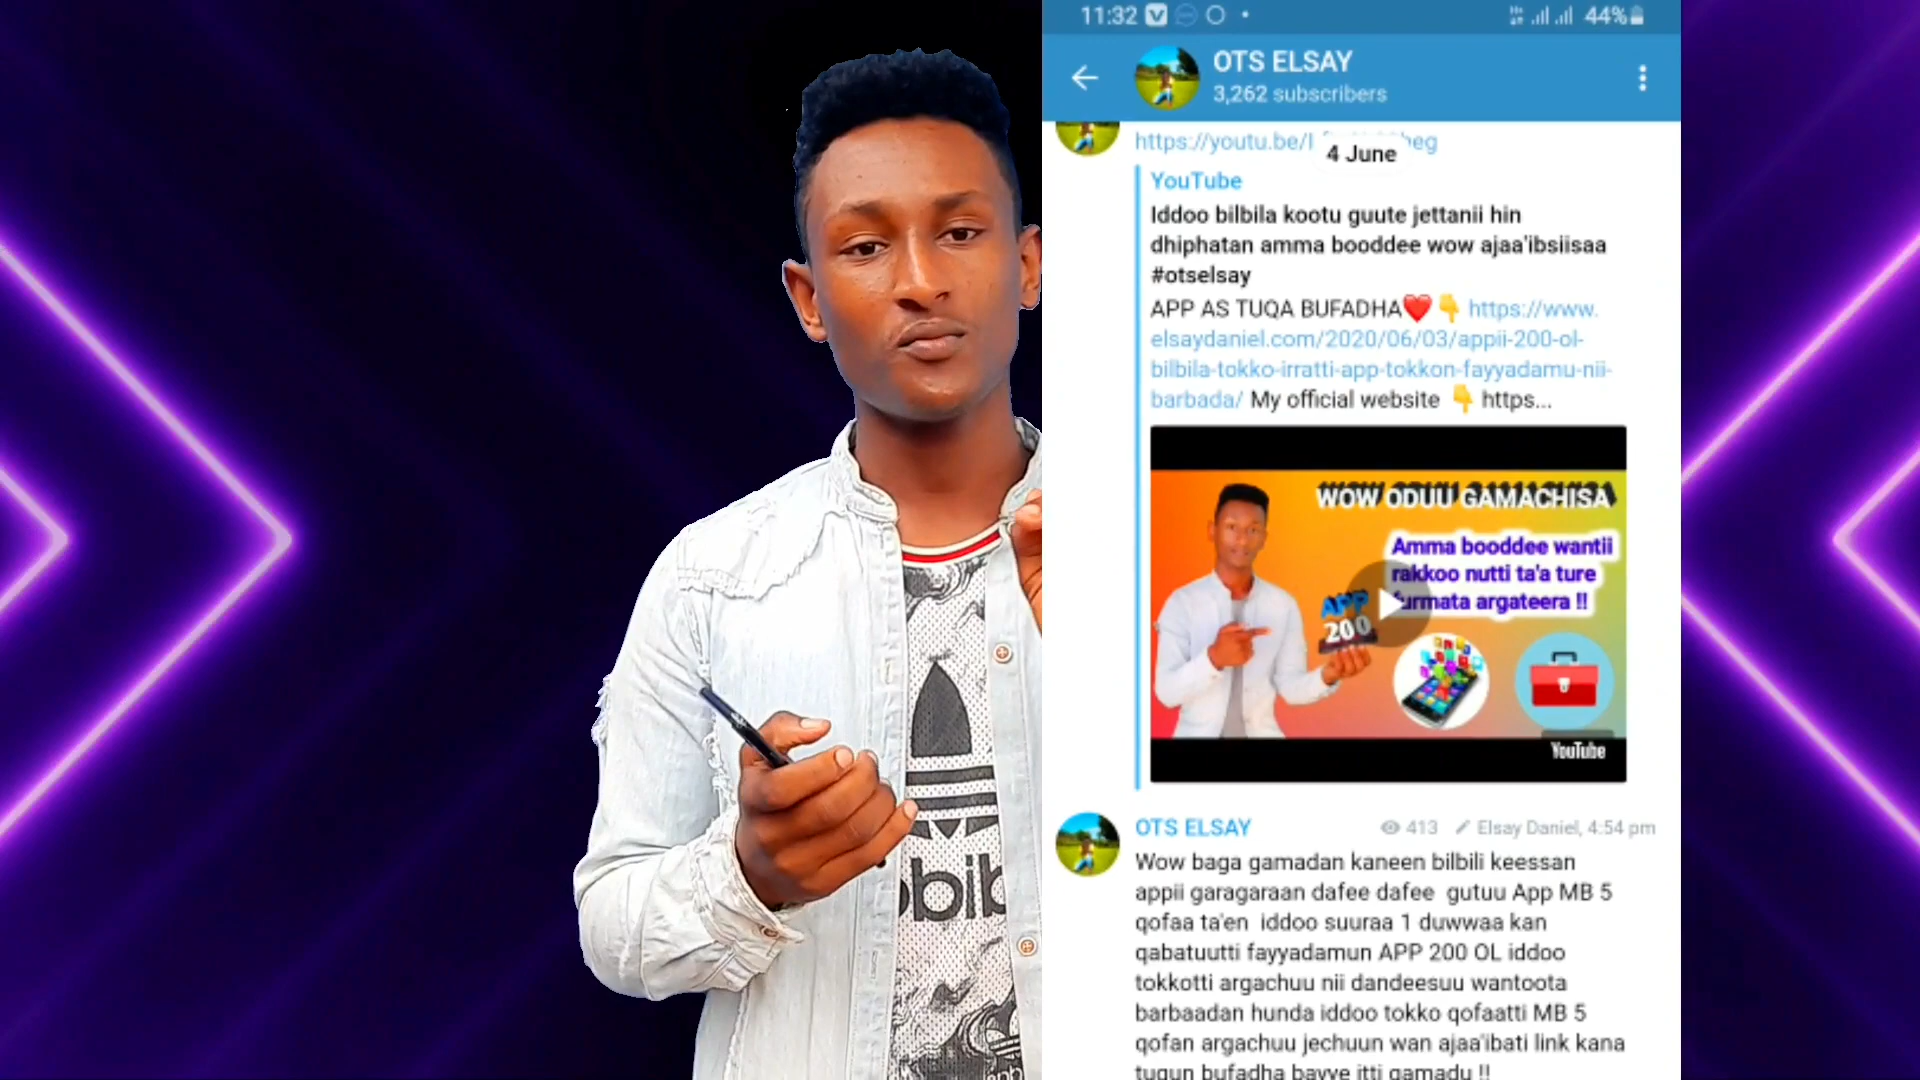 11:32
44%
OTS ELSAY
3,262 subscribers
4 June
YouTube
Iddoo bilbila kootu guute jettanii hin
dhiphatan amma booddee wow ajaa'ibsiisaa
#otselsay
APP AS TUQA BUFADHA❤️👇 https://www.
elsaydaniel.com/2020/06/03/appii-200-ol-
bilbila-tokko-irratti-app-tokkon-fayyadamu-nii-
barbada/ My official website 👇 https...
WOW ODUU GAMACHISA
Amma booddee wantii
rakkoo nutti ta'a ture
furmata argateera !!
APP
200
YouTube
OTS ELSAY
413 Elsay Daniel, 4:54 pm
Wow baga gamadan kaneen bilbili keessan
appii garagaraan dafee dafee gutuu App MB 5
qofaa ta'en iddoo suuraa 1 duwwaa kan
qabatuutti fayyadamun APP 200 OL iddoo
tokkotti argachuu nii dandeesuu wantoota
barbaadan hunda iddoo tokko qofaatti MB 5
qofan argachuu jechuun wan ajaa'ibati link kana
tuqun bufadha bayye itti gamadu !!